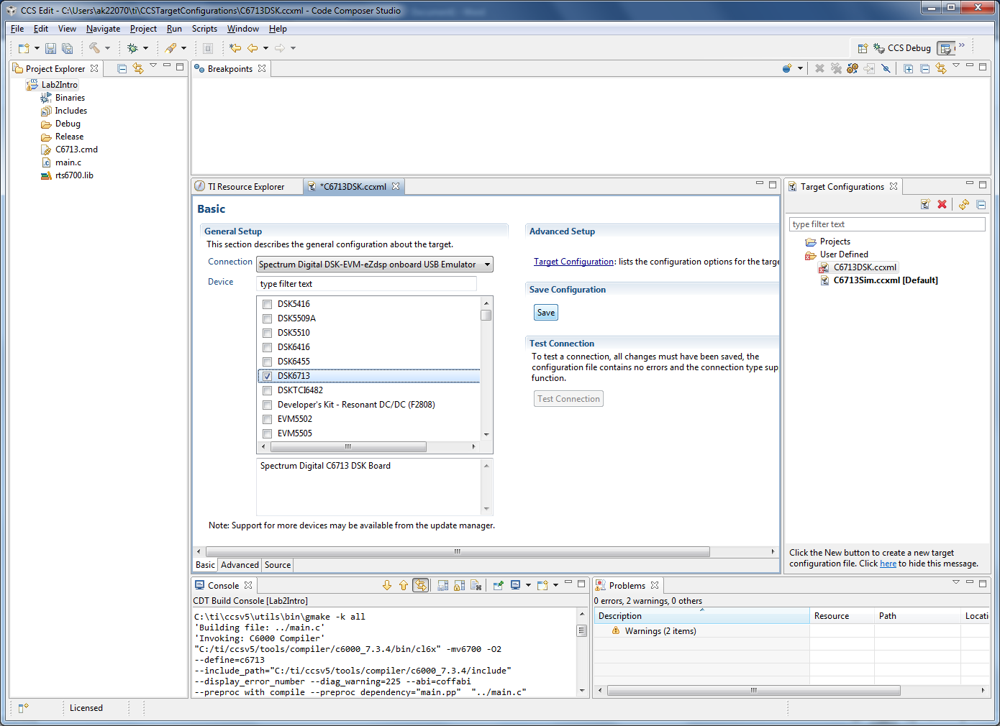 CCS Edit - C:\Users\ak22070\ti\CCSTargetConfigurations\C6713DSK.ccxml - Code Composer Studio
File Edit View Navigate Project Run Scripts Window Help
CCS Debug
Project Explorer
Lab2Intro
Binaries
Includes
Debug
Release
C6713.cmd
main.c
rts6700.lib
Breakpoints
TI Resource Explorer
*C6713DSK.ccxml
Basic
General Setup
This section describes the general configuration about the target.
Connection
Spectrum Digital DSK-EVM-eZdsp onboard USB Emulator
Device
type filter text
DSK5416
DSK5509A
DSK5510
DSK6416
DSK6455
DSK6713
DSKTCI6482
Developer's Kit - Resonant DC/DC (F2808)
EVM5502
EVM5505
Spectrum Digital C6713 DSK Board
Note: Support for more devices may be available from the update manager.
Advanced Setup
Target Configuration: lists the configuration options for the targe
Save Configuration
Save
Test Connection
To test a connection, all changes must have been saved, the
configuration file contains no errors and the connection type sup
function.
Test Connection
Basic
Advanced
Source
Target Configurations
type filter text
Projects
User Defined
C6713DSK.ccxml
C6713Sim.ccxml [Default]
Click the New button to create a new target
configuration file. Click here to hide this message.
Console
CDT Build Console [Lab2Intro]
C:\ti\ccsv5\utils\bin\gmake -k all
'Building file: ../main.c'
'Invoking: C6000 Compiler'
"C:/ti/ccsv5/tools/compiler/c6000_7.3.4/bin/cl6x" -mv6700 -O2
--define=c6713
--include_path="C:/ti/ccsv5/tools/compiler/c6000_7.3.4/include"
--display_error_number --diag_warning=225 --abi=coffabi
--preproc_with_compile --preproc_dependency="main.pp" "../main.c"
Problems
0 errors, 2 warnings, 0 others
Description Resource Path Locati
Warnings (2 items)
Licensed